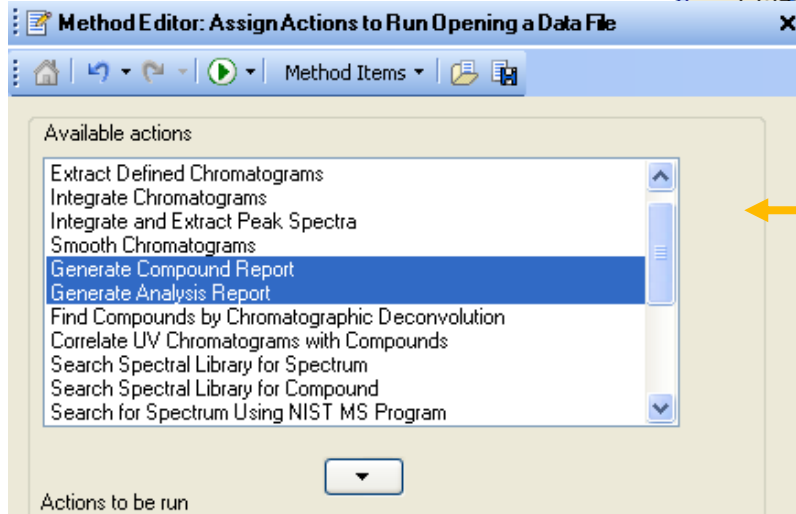 Method Editor: Assign Actions to Run Opening a Data File
Method Items
Available actions
Extract Defined Chromatograms
Integrate Chromatograms
Integrate and Extract Peak Spectra
Smooth Chromatograms
Generate Compound Report
Generate Analysis Report
Find Compounds by Chromatographic Deconvolution
Correlate UV Chromatograms with Compounds
Search Spectral Library for Spectrum
Search Spectral Library for Compound
Search for Spectrum Using NIST MS Program
Actions to be run